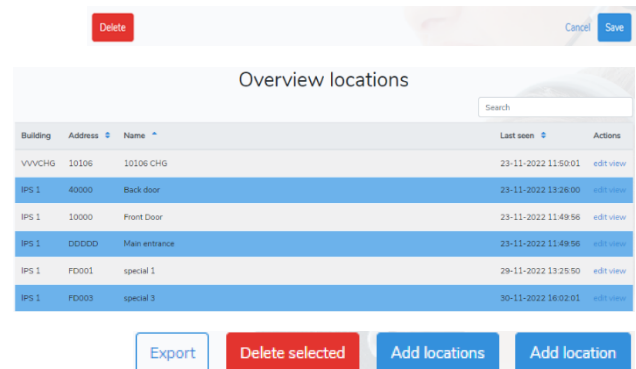 Delete Cancel Save
Overview locations
Search
Building Address Name Last seen Actions
VVVCHG 10106 10106 CHG 23-11-2022 11:50:01 edit view
IPS 1 40000 Back door 23-11-2022 13:26:00 edit view
IPS 1 10000 Front Door 23-11-2022 11:49:56 edit view
IPS 1 DDDDD Main entrance 23-11-2022 11:49:56 edit view
IPS 1 FD001 special 1 29-11-2022 13:25:50 edit view
IPS 1 FD003 special 3 30-11-2022 16:02:01 edit view
Export Delete selected Add locations Add location